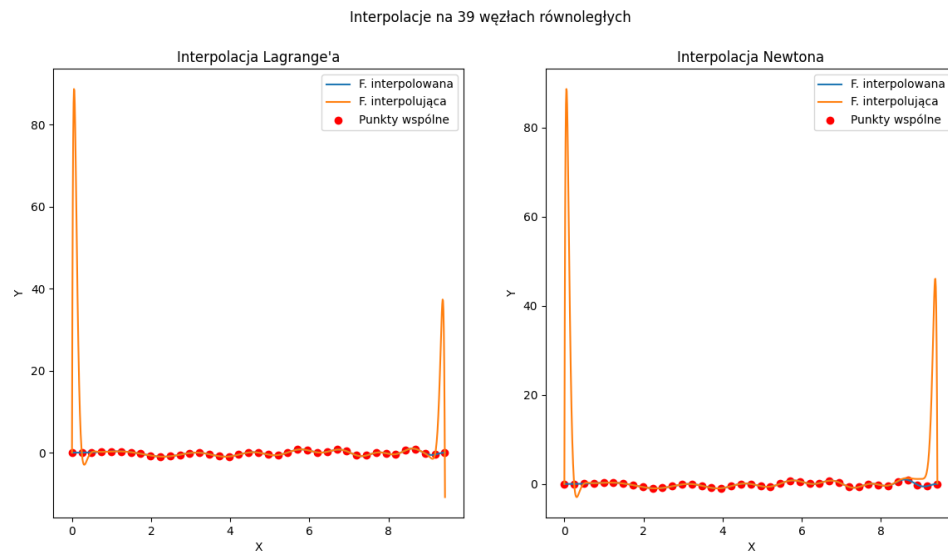 Interpolacje na 39 węzłach równoległych
Interpolacja Lagrange'a
F. interpolowana
F. interpolująca
Punkty wspólne
80
60
40
20
0
Y
0 2 4 6 8
X
Interpolacja Newtona
F. interpolowana
F. interpolująca
Punkty wspólne
80
60
40
20
0
Y
0 2 4 6 8
X